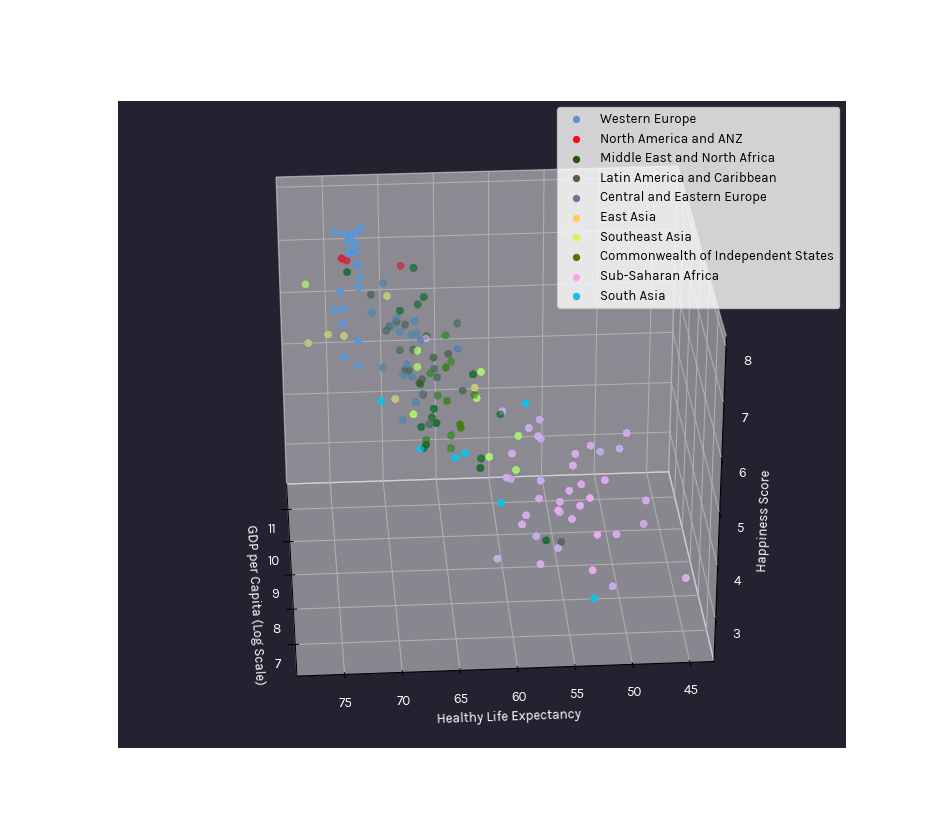 Western Europe
North America and ANZ
Middle East and North Africa
Latin America and Caribbean
Central and Eastern Europe
East Asia
Southeast Asia
Commonwealth of Independent States
Sub-Saharan Africa
South Asia
8
7
6
5
4
3
Happiness Score
11
10
9
8
7
GDP per Capita (Log Scale)
75 70 65 60 55 50 45
Healthy Life Expectancy